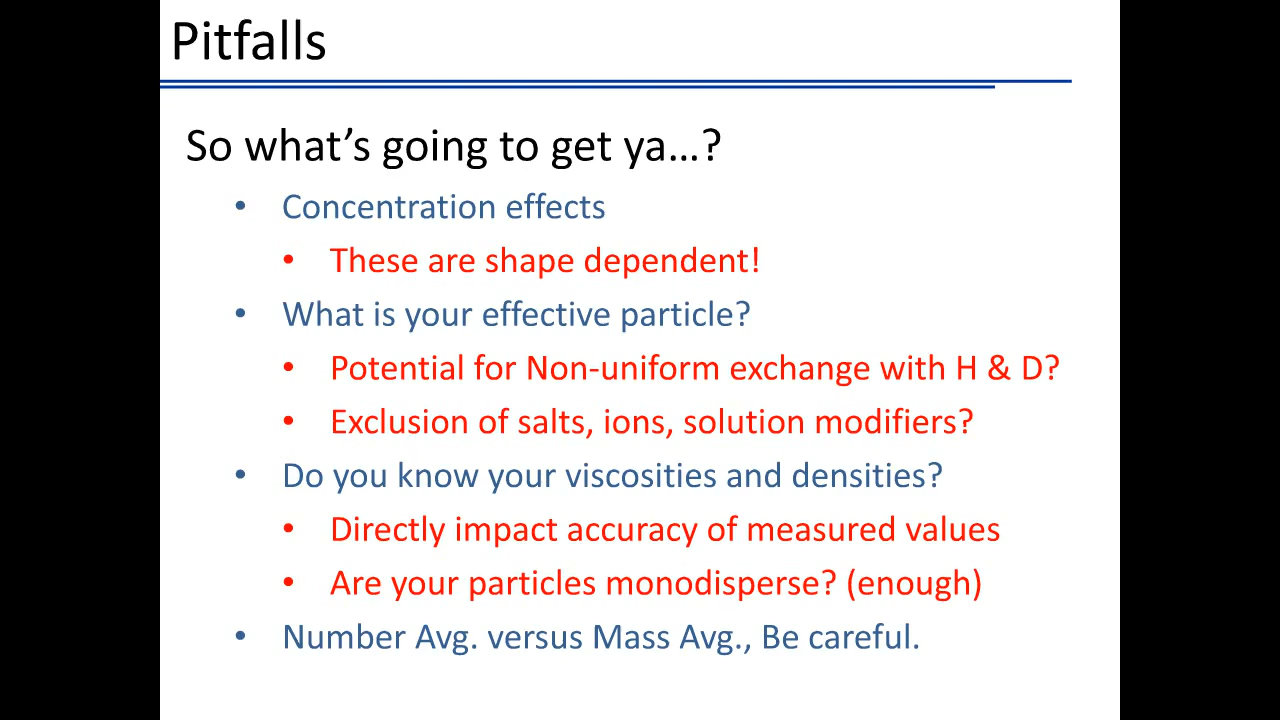 Pitfalls
So what’s going to get ya…?
• Concentration effects
• These are shape dependent!
• What is your effective particle?
• Potential for Non-uniform exchange with H & D?
• Exclusion of salts, ions, solution modifiers?
• Do you know your viscosities and densities?
• Directly impact accuracy of measured values
• Are your particles monodisperse? (enough)
• Number Avg. versus Mass Avg., Be careful.